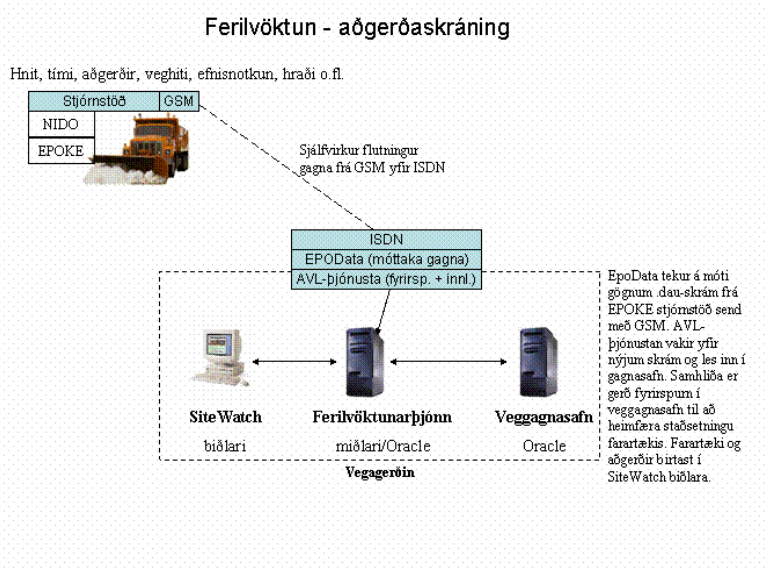 Ferilvöktun - aðgerðaskráning
Hnit, tími, aðgerðir, veghiti, efnisnotkun, hraði o.fl.
Stjórnstöð GSM
NIDO
EPOKE
Sjálfvirkur flutningur
gagna frá GSM yfir ISDN
ISDN
EPOData (móttaka gagna)
AVL-þjónusta (fyrirsp. + innl.)
EpoData tekur á móti
gögnum .dau-skrám frá
EPOKE stjórnstöð send
með GSM. AVL-
þjónustan vakir yfir
nýjum skrám og les inn í
gagnasafn. Samhliða er
gerð fyrirspurn í
veggagnasafn til að
heimfæra staðsetningu
farartækis. Farartæki og
aðgerðir birtast í
SiteWatch biðlara.
SiteWatch Ferilvöktunarþjónn Veggagnasafn
biðlari miðlari/Oracle Oracle
Vegagerðin